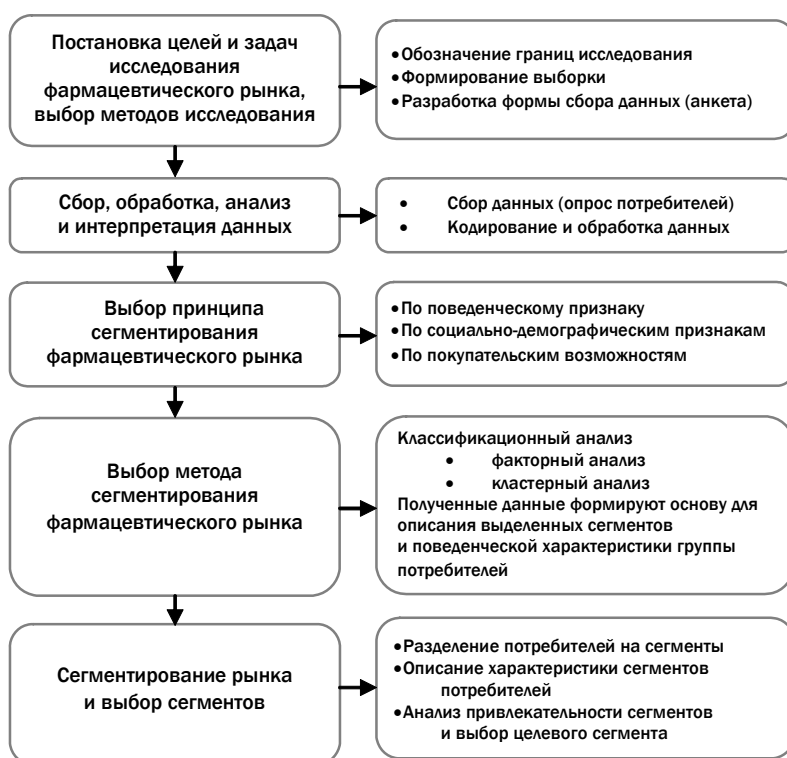 Постановка целей и задач
исследования
фармацевтического рынка,
выбор методов исследования
•Обозначение границ исследования
•Формирование выборки
•Разработка формы сбора данных (анкета)
Сбор, обработка, анализ
и интерпретация данных
• Сбор данных (опрос потребителей)
• Кодирование и обработка данных
Выбор принципа
сегментирования
фармацевтического рынка
•По поведенческому признаку
•По социально-демографическим признакам
•По покупательским возможностям
Выбор метода
сегментирования
фармацевтического рынка
Классификационный анализ
• факторный анализ
• кластерный анализ
Полученные данные формируют основу для
описания выделенных сегментов
и поведенческой характеристики группы
потребителей
Сегментирование рынка
и выбор сегментов
•Разделение потребителей на сегменты
•Описание характеристики сегментов
потребителей
•Анализ привлекательности сегментов
и выбор целевого сегмента